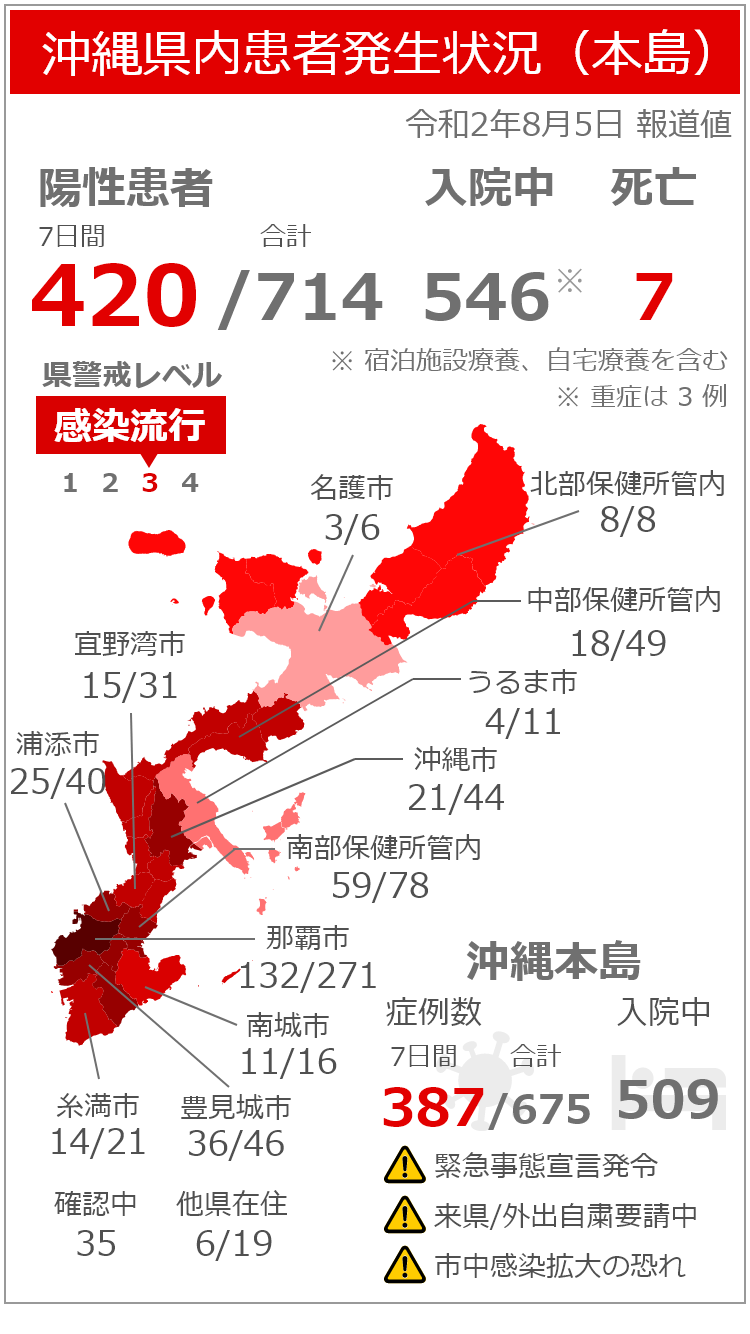 沖縄県内患者発生状況（本島）
令和2年8月5日 報道値
陽性患者 入院中 死亡
7日間 合計
420 /714 546※ 7
※ 宿泊施設療養、自宅療養を含む
※ 重症は 3 例
県警戒レベル
感染流行
1 2 3 4
名護市
3/6
北部保健所管内
8/8
中部保健所管内
18/49
宜野湾市
15/31
うるま市
4/11
浦添市
25/40
沖縄市
21/44
南部保健所管内
59/78
那覇市
132/271
南城市
11/16
糸満市
14/21
豊見城市
36/46
確認中
35
他県在住
6/19
沖縄本島
症例数 入院中
7日間 合計
387/675 509
緊急事態宣言発令
来県/外出自粛要請中
市中感染拡大の恐れ